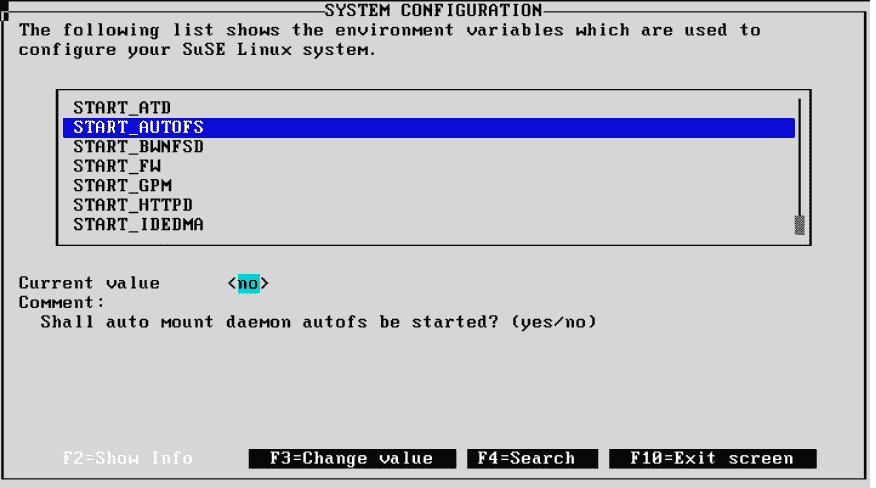 SYSTEM CONFIGURATION
The following list shows the environment variables which are used to
configure your SuSE Linux system.
START_ATD
START_AUTOFS
START_BWNFSD
START_FW
START_GPM
START_HTTPD
START_IDEDMA
Current value <no>
Comment:
Shall auto mount daemon autofs be started? (yes/no)
F2=Show Info F3=Change value F4=Search F10=Exit screen